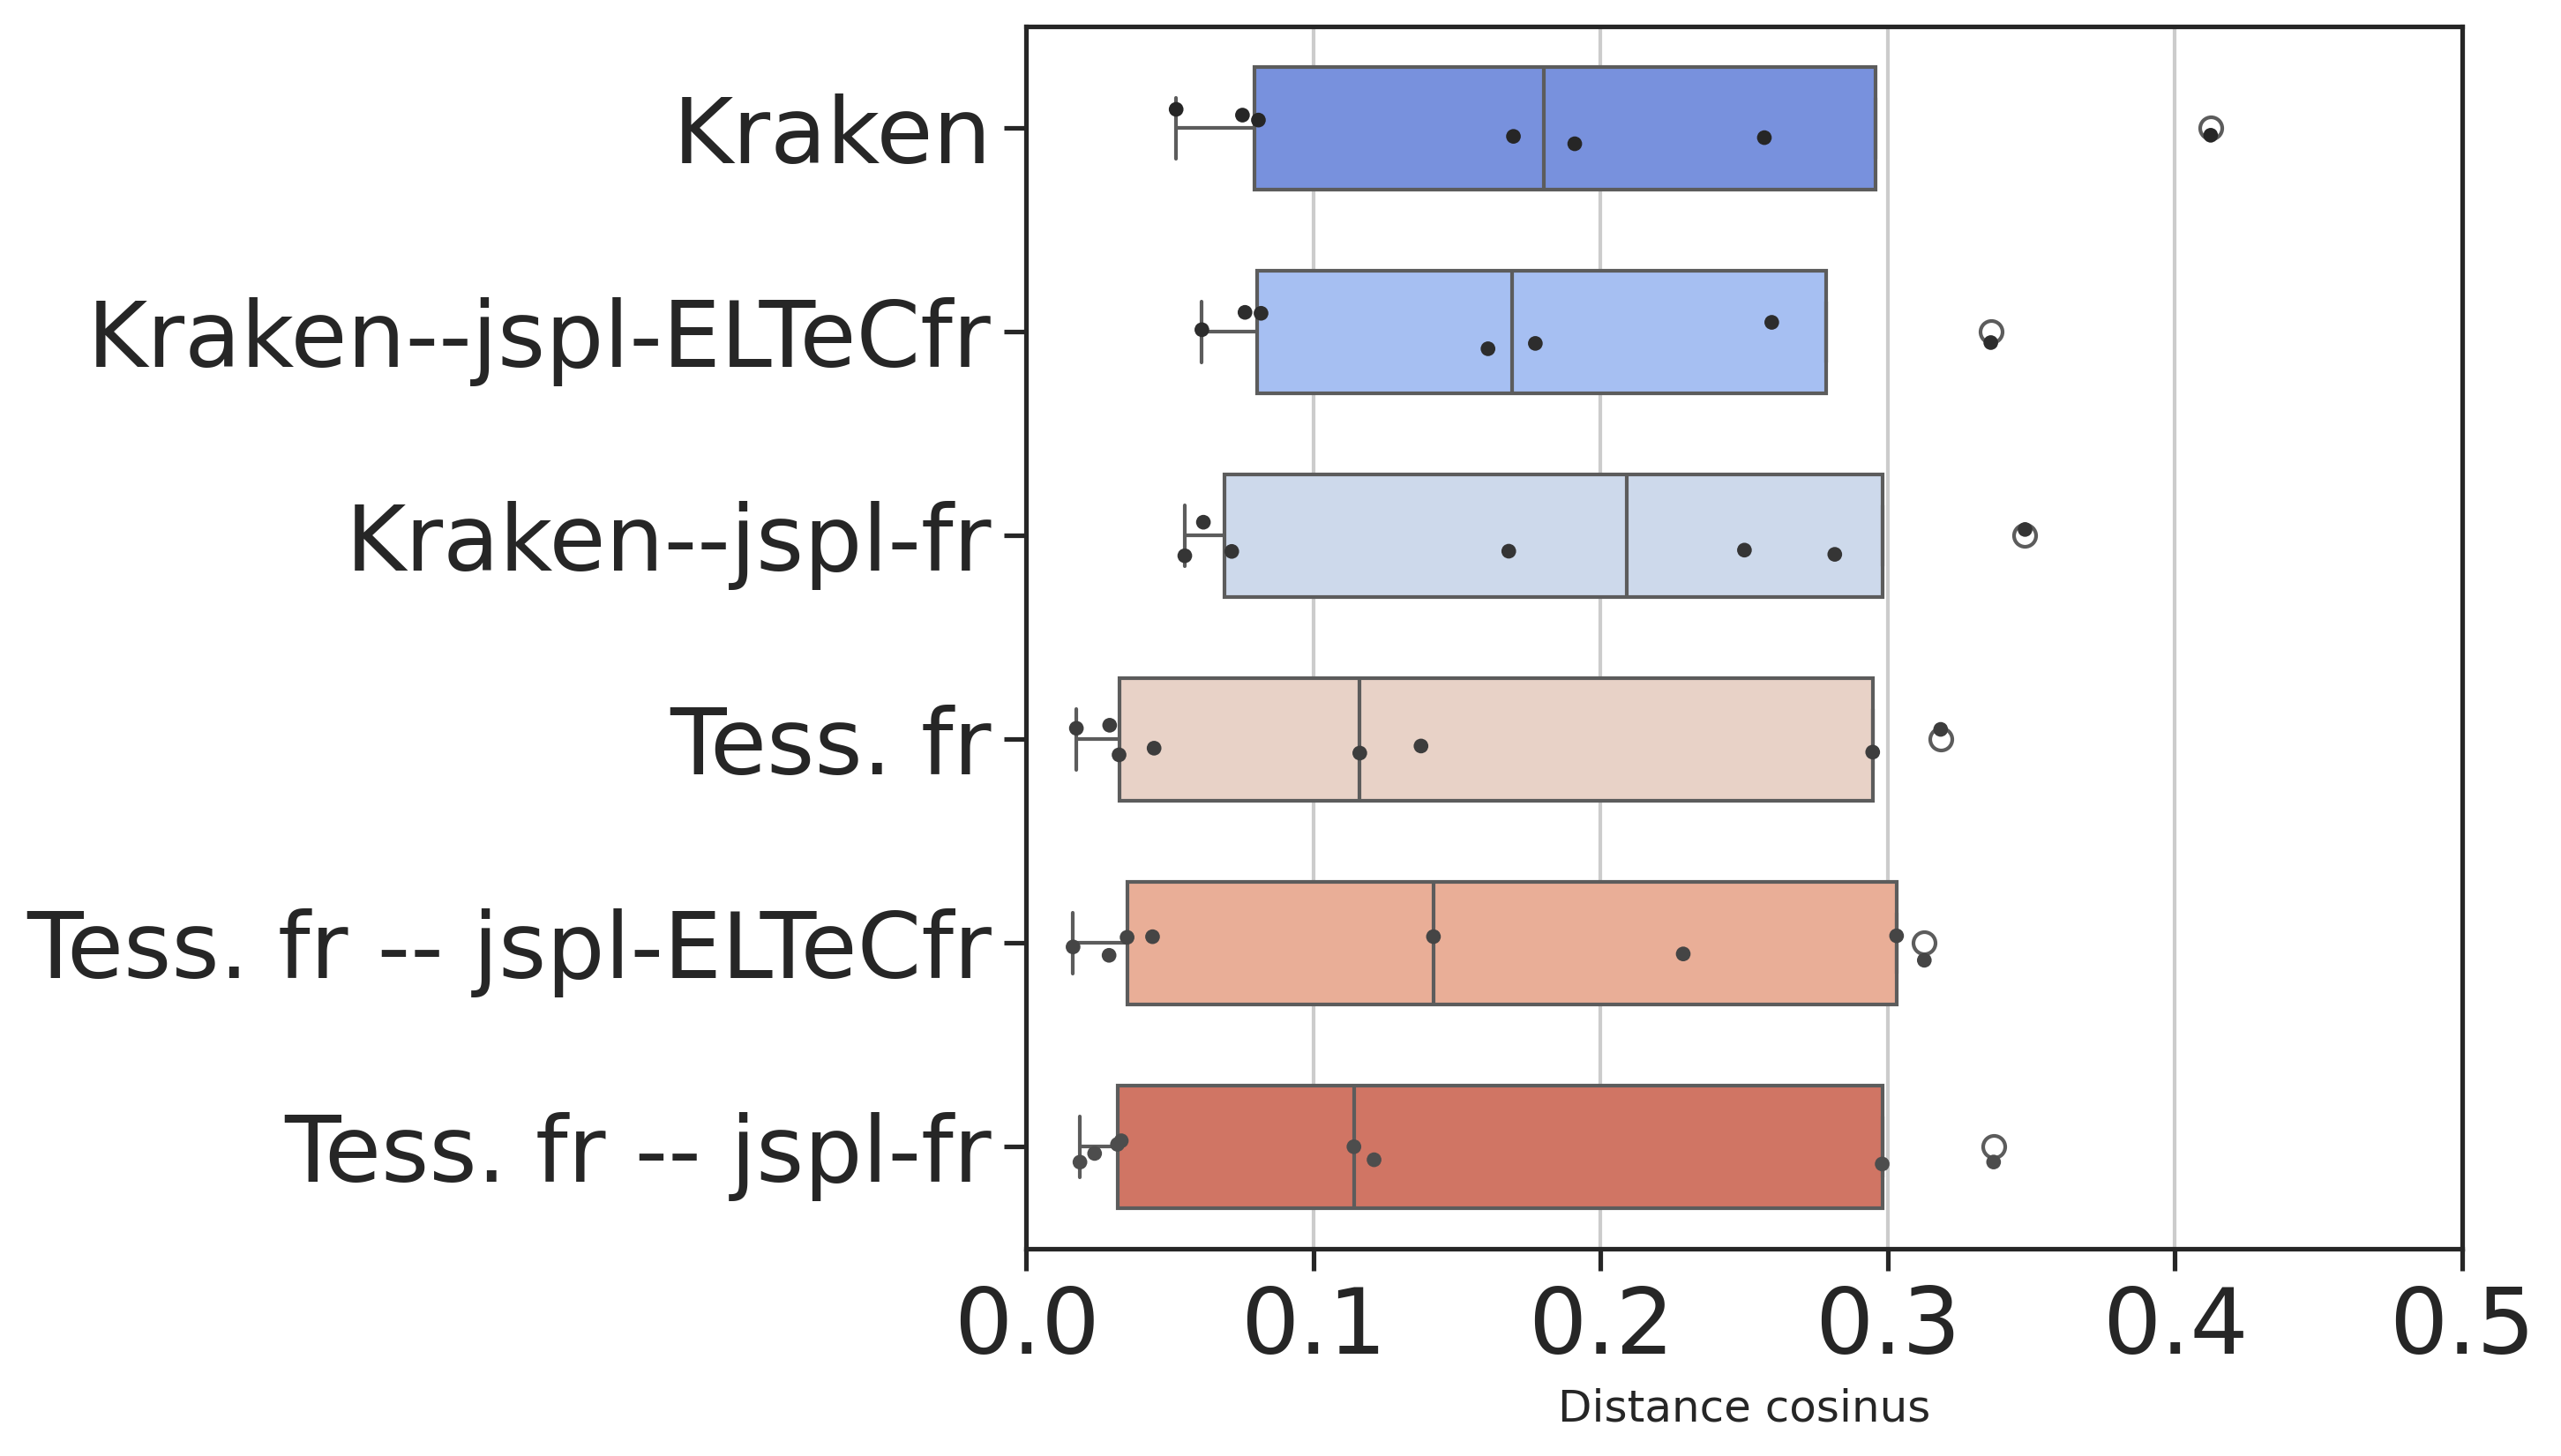 Kraken
Kraken--jspl-ELTeCfr
Kraken--jspl-fr
Tess. fr
Tess. fr -- jspl-ELTeCfr
Tess. fr -- jspl-fr
0.0 0.1 0.2 0.3 0.4 0.5
Distance cosinus